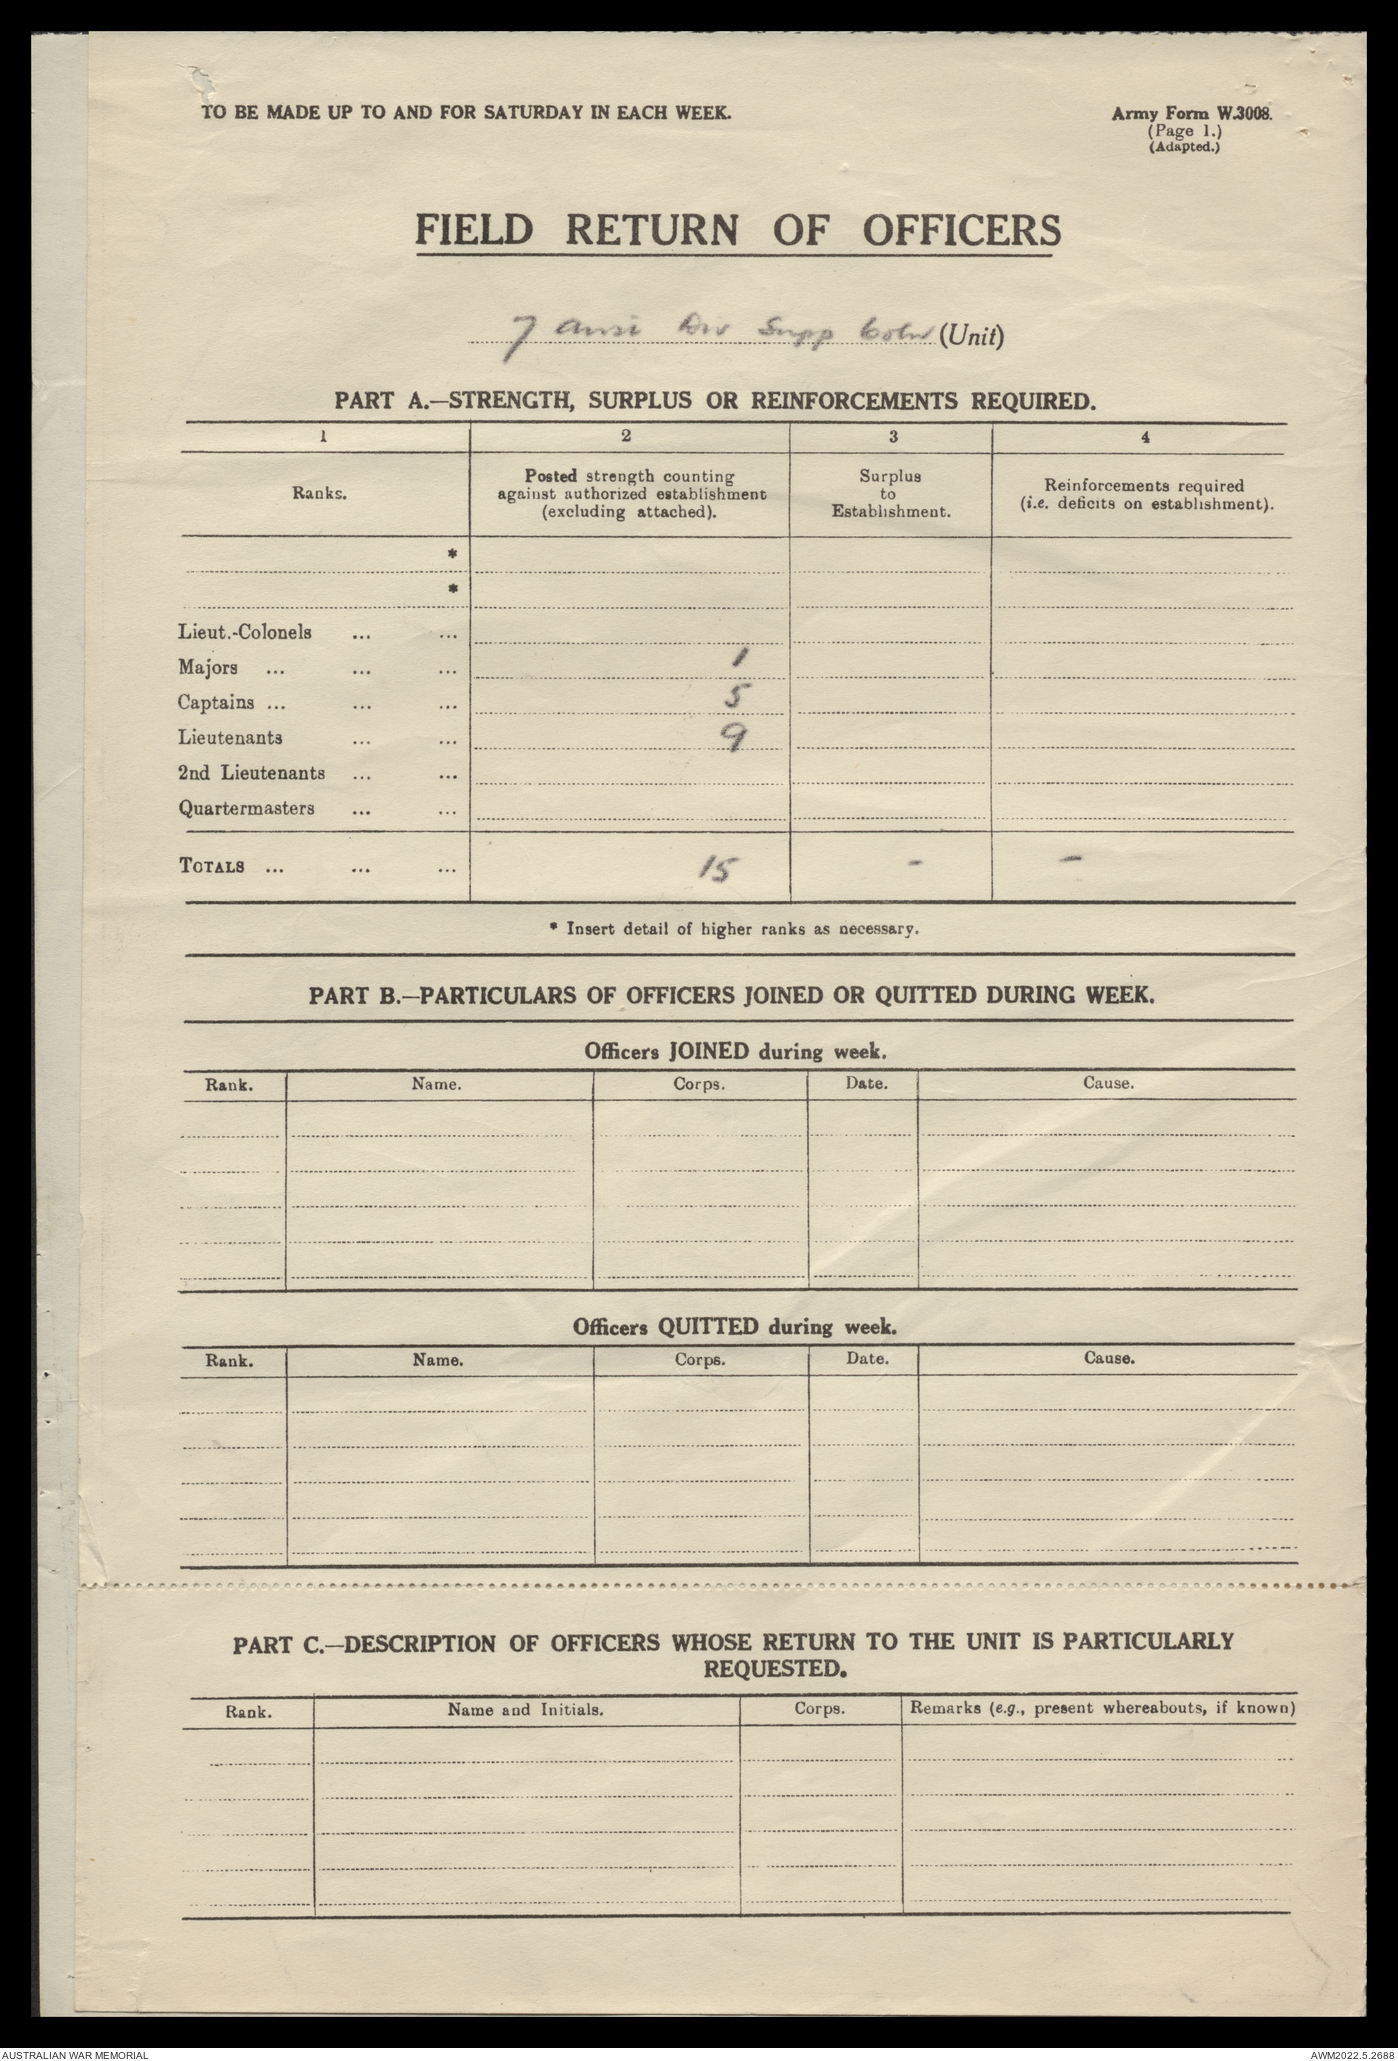 TO BE MADE UP TO AND FOR SATURDAY IN EACH WEEK.
Army Form W.3008.
(Page 1.)
(Adapted.)
FIELD RETURN OF OFFICERS
7 Aust Div Supp Coln (Unit)
PART A.—STRENGTH, SURPLUS OR REINFORCEMENTS REQUIRED.
1 2 3 4
Ranks.
Posted strength counting
against authorized establishment
(excluding attached).
Surplus
to
Establishment.
Reinforcements required
(i.e. deficits on establishment).
*
*
Lieut.-Colonels ... ...
Majors ... ... ... 1
Captains ... ... ... 5
Lieutenants ... ... 9
2nd Lieutenants ... ...
Quartermasters ... ...
TOTALS ... ... ... 15 - -
* Insert detail of higher ranks as necessary.
PART B.—PARTICULARS OF OFFICERS JOINED OR QUITTED DURING WEEK.
Officers JOINED during week.
Rank. Name. Corps. Date. Cause.
Officers QUITTED during week.
Rank. Name. Corps. Date. Cause.
PART C.—DESCRIPTION OF OFFICERS WHOSE RETURN TO THE UNIT IS PARTICULARLY
REQUESTED.
Rank. Name and Initials. Corps. Remarks (e.g., present whereabouts, if known)
AUSTRALIAN WAR MEMORIAL
AWM2022.5.2688